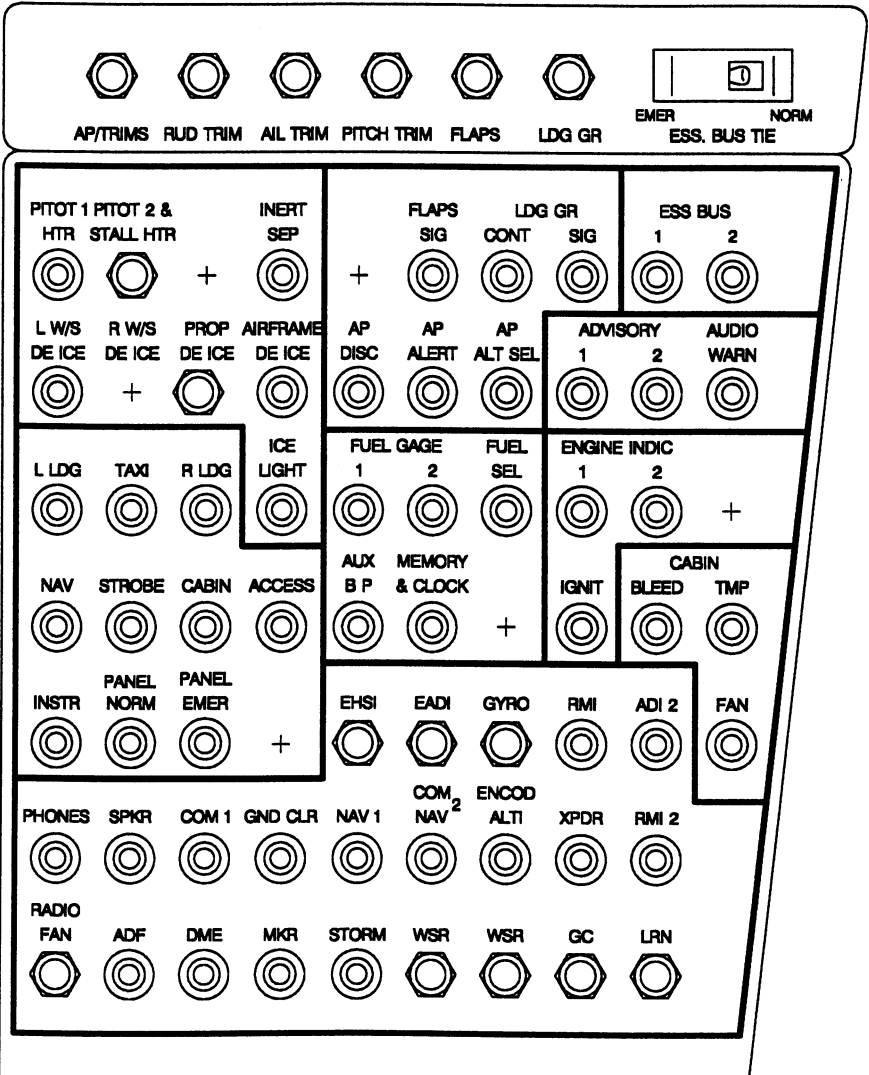 AP/TRIMS RUD TRIM AIL TRIM PITCH TRIM FLAPS LDG GR
EMER NORM
ESS. BUS TIE
PITOT 1 PITOT 2 & INERT FLAPS LDG GR ESS BUS
HTR STALL HTR SEP SIG CONT SIG 1 2
L W/S R W/S PROP AIRFRAME AP AP AP ADVISORY AUDIO
DE ICE DE ICE DE ICE DE ICE DISC ALERT ALT SEL 1 2 WARN
ICE FUEL GAGE FUEL ENGINE INDIC
L LDG TAXI R LDG LIGHT 1 2 SEL 1 2
AUX MEMORY CABIN
NAV STROBE CABIN ACCESS B P & CLOCK IGNIT BLEED TMP
PANEL PANEL
INSTR NORM EMER EHSI EADI GYRO RMI ADI 2 FAN
COM 2 ENCOD
PHONES SPKR COM 1 GND CLR NAV 1 NAV ALTI XPDR RMI 2
RADIO
FAN ADF DME MKR STORM WSR WSR GC LRN